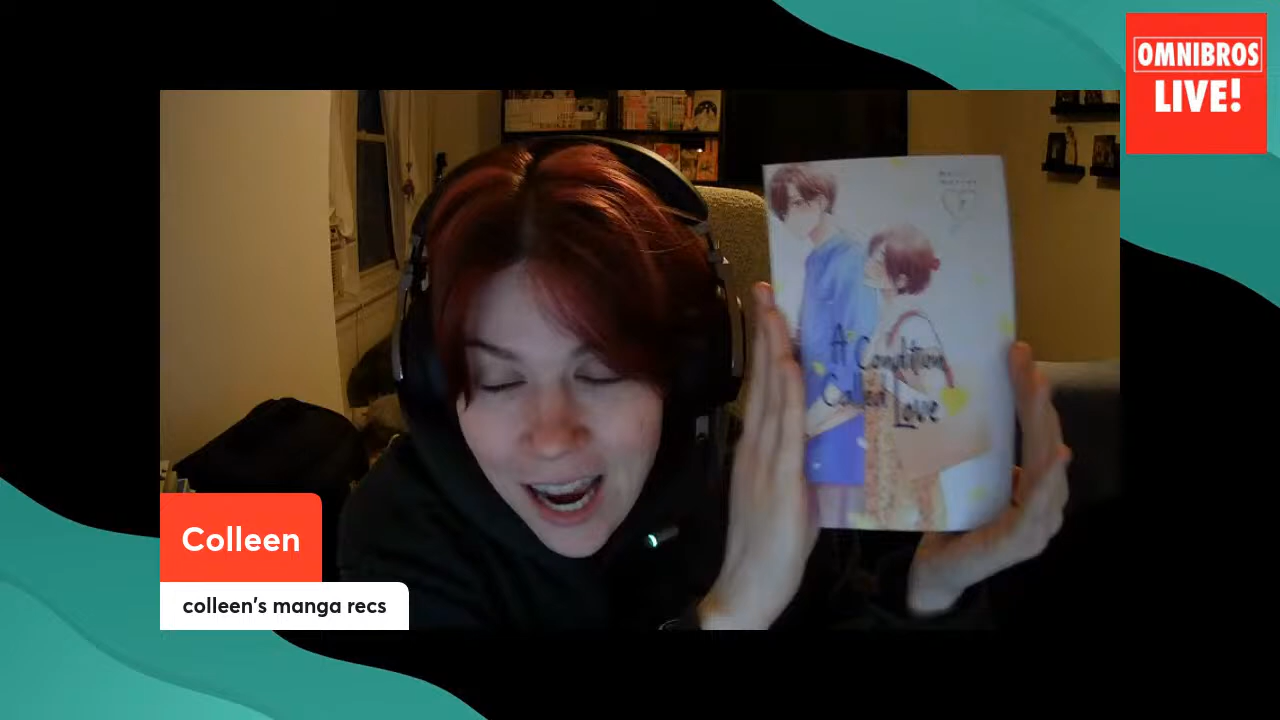 OMNIBROS
LIVE!
A Condition
Called Love
Colleen
colleen's manga recs